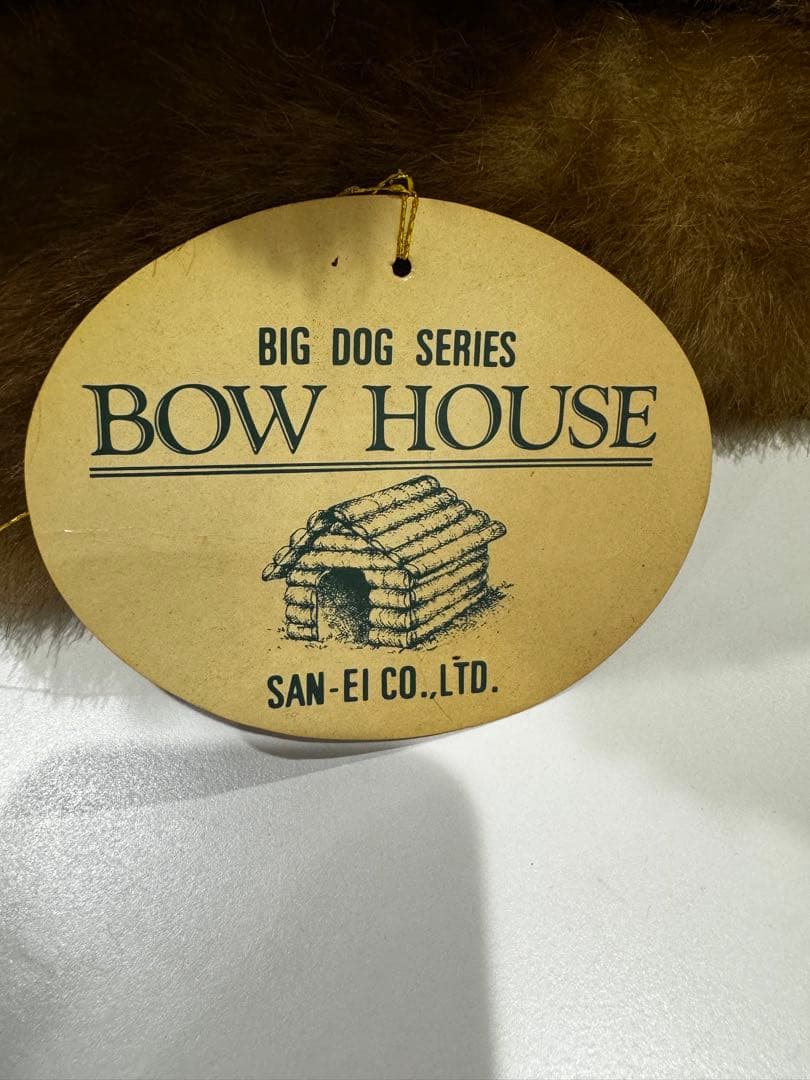 BIG DOG SERIES
BOW HOUSE
SAN-EI CO.,LTD.